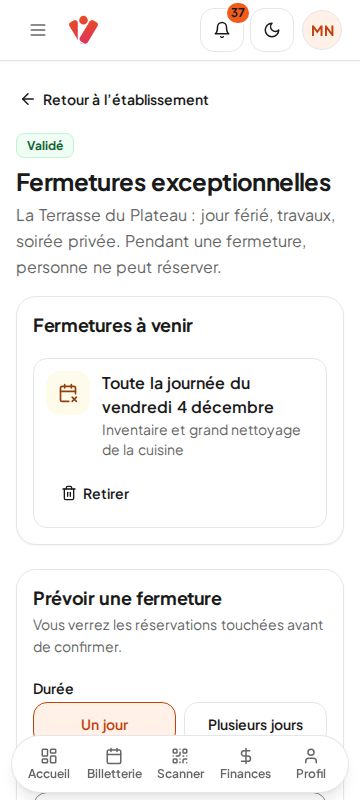 37
MN
Retour à l'établissement
Validé
Fermetures exceptionnelles
La Terrasse du Plateau : jour férié, travaux,
soirée privée. Pendant une fermeture,
personne ne peut réserver.
Fermetures à venir
Toute la journée du
vendredi 4 décembre
Inventaire et grand nettoyage
de la cuisine
Retirer
Prévoir une fermeture
Vous verrez les réservations touchées avant
de confirmer.
Durée
Un jour
Plusieurs jours
Accueil
Billetterie
Scanner
Finances
Profil